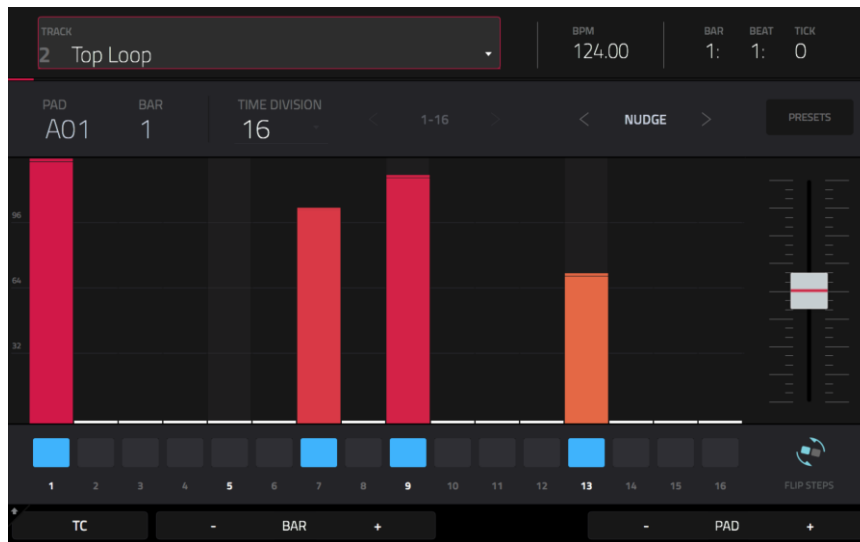 TRACK
2 Top Loop
BPM
124.00
BAR BEAT TICK
1: 1: 0
PAD BAR TIME DIVISION
A01 1 16
< 1-16 >
< NUDGE >
PRESETS
96
64
32
1 2 3 4 5 6 7 8 9 10 11 12 13 14 15 16
FLIP STEPS
TC - BAR + - PAD +